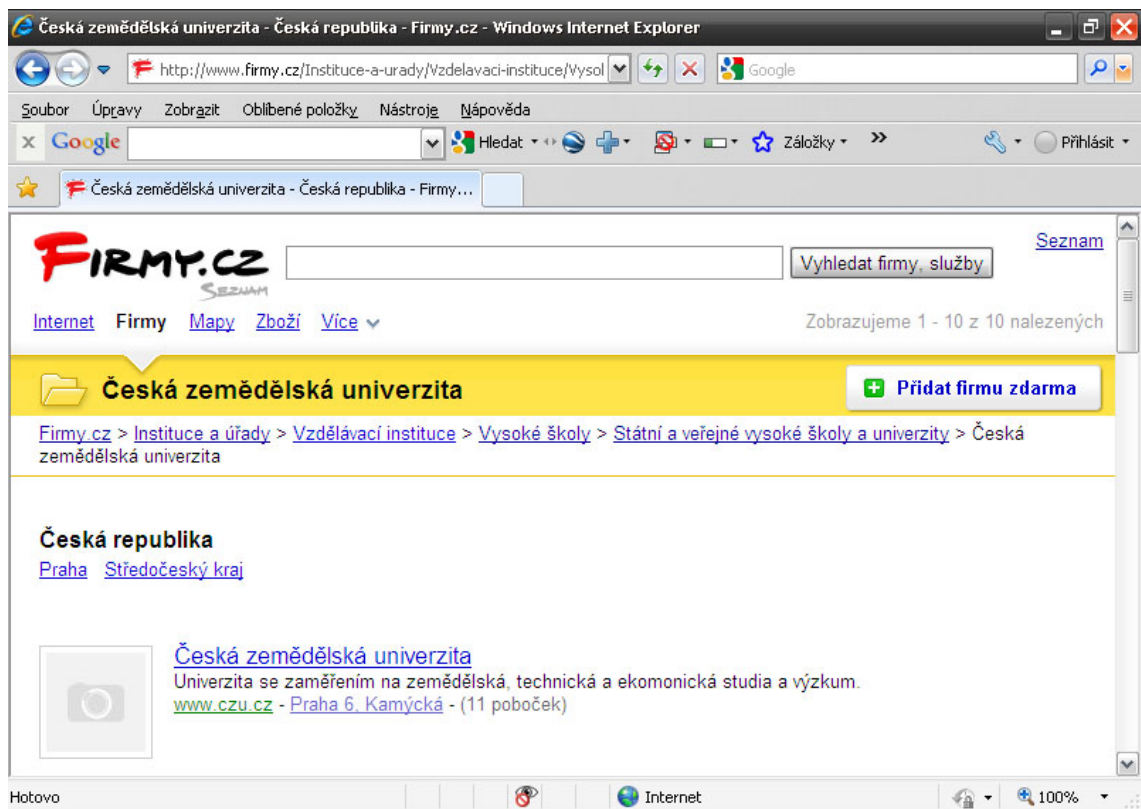 Česká zemědělská univerzita - Česká republika - Firmy.cz - Windows Internet Explorer
http://www.firmy.cz/Instituce-a-urady/Vzdelavaci-instituce/Vysol
Google
Soubor Úpravy Zobrazit Oblíbené položky Nástroje Nápověda
x Google Hledat Záložky » Přihlásit
Česká zemědělská univerzita - Česká republika - Firmy...
FIRMY.CZ
SEZNAM
Vyhledat firmy, služby
Seznam
Internet Firmy Mapy Zboží Více
Zobrazujeme 1 - 10 z 10 nalezených
Česká zemědělská univerzita
Přidat firmu zdarma
Firmy.cz > Instituce a úřady > Vzdělávací instituce > Vysoké školy > Státní a veřejné vysoké školy a univerzity > Česká
zemědělská univerzita
Česká republika
Praha Středočeský kraj
Česká zemědělská univerzita
Univerzita se zaměřením na zemědělská, technická a ekomonická studia a výzkum.
www.czu.cz - Praha 6, Kamýcká - (11 poboček)
Hotovo Internet 100%